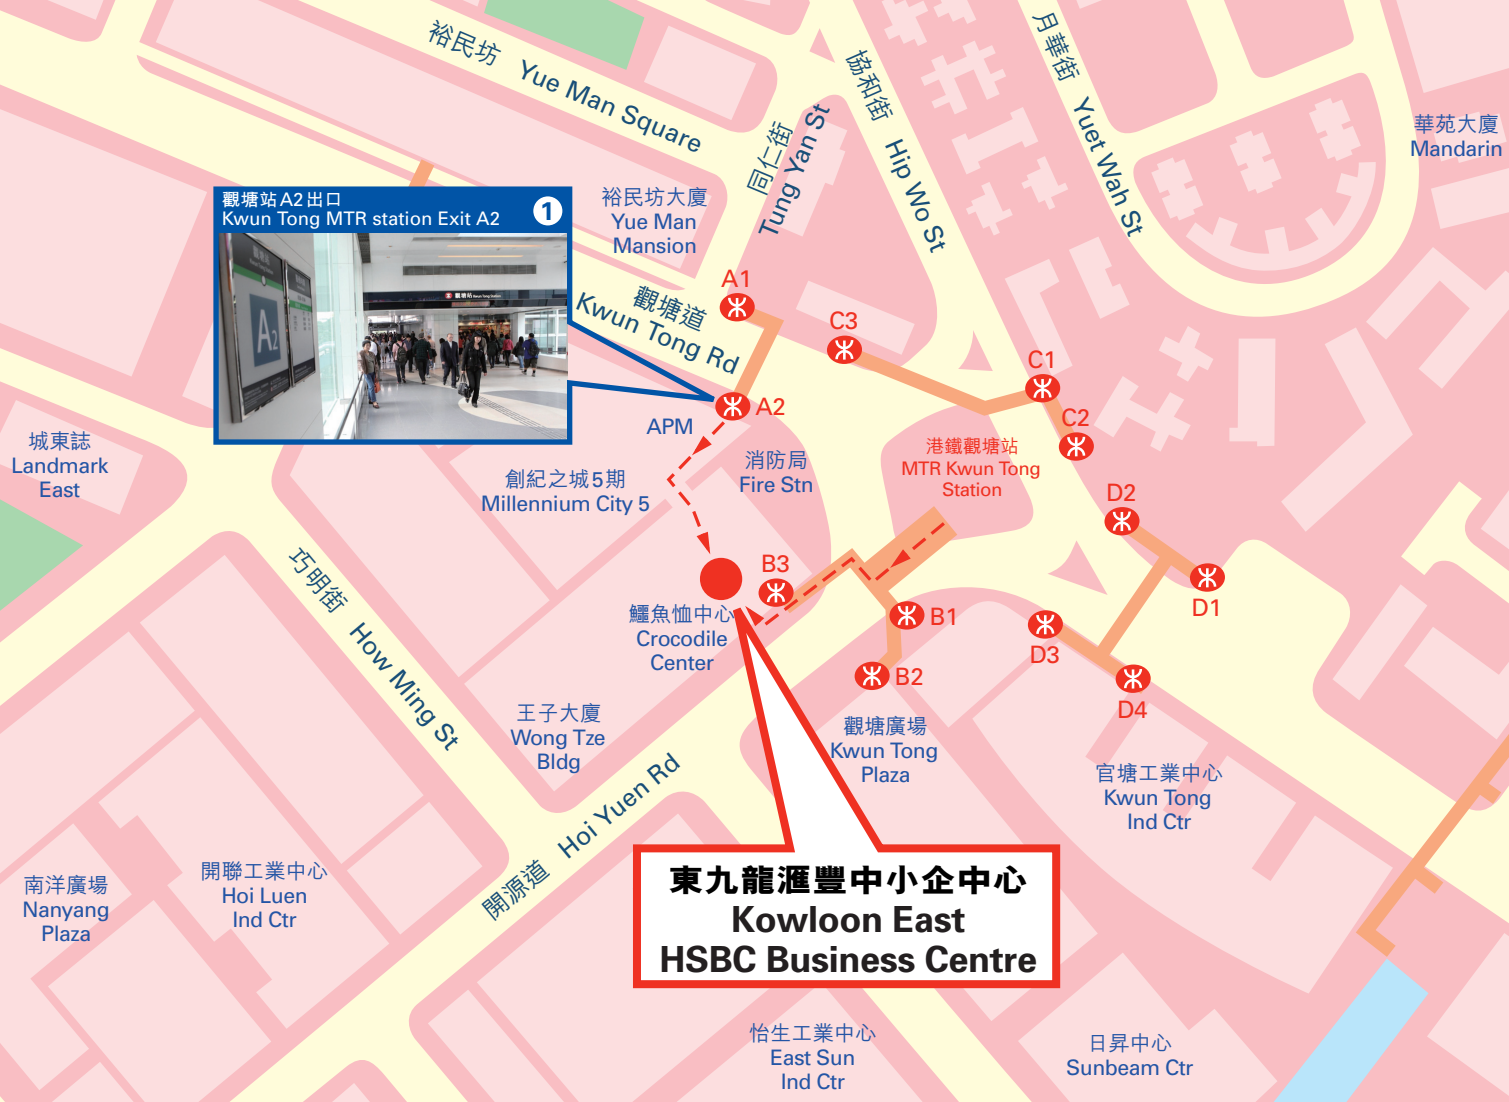 裕民坊 Yue Man Square
協和街 Hip Wo St
月華街 Yuet Wah St
華苑大廈
Mandarin
同仁街
Tung Yan St
觀塘站A2出口
Kwun Tong MTR station Exit A2
1
A2
觀塘站
裕民坊大廈
Yue Man
Mansion
A1
觀塘道
Kwun Tong Rd
C3
C1
C2
A2
APM
城東誌
Landmark
East
創紀之城5期
Millennium City 5
消防局
Fire Stn
港鐵觀塘站
MTR Kwun Tong
Station
D2
D1
B3
B1
B2
D3
D4
巧明街 How Ming St
鱷魚恤中心
Crocodile
Center
王子大廈
Wong Tze
Bldg
觀塘廣場
Kwun Tong
Plaza
官塘工業中心
Kwun Tong
Ind Ctr
開源道 Hoi Yuen Rd
南洋廣場
Nanyang
Plaza
開聯工業中心
Hoi Luen
Ind Ctr
東九龍滙豐中小企中心
Kowloon East
HSBC Business Centre
怡生工業中心
East Sun
Ind Ctr
日昇中心
Sunbeam Ctr